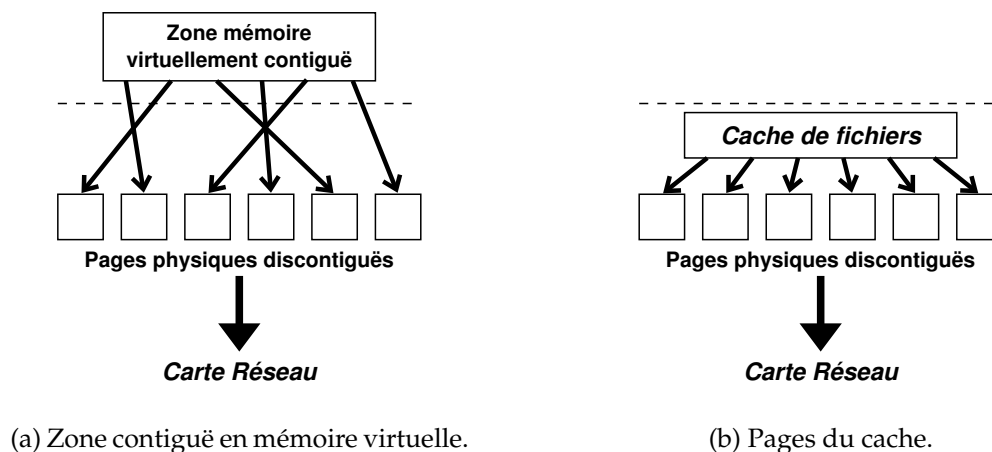 Zone mémoire
virtuellement contiguë
Pages physiques discontiguës
Carte Réseau
(a) Zone contiguë en mémoire virtuelle.
Cache de fichiers
Pages physiques discontiguës
Carte Réseau
(b) Pages du cache.